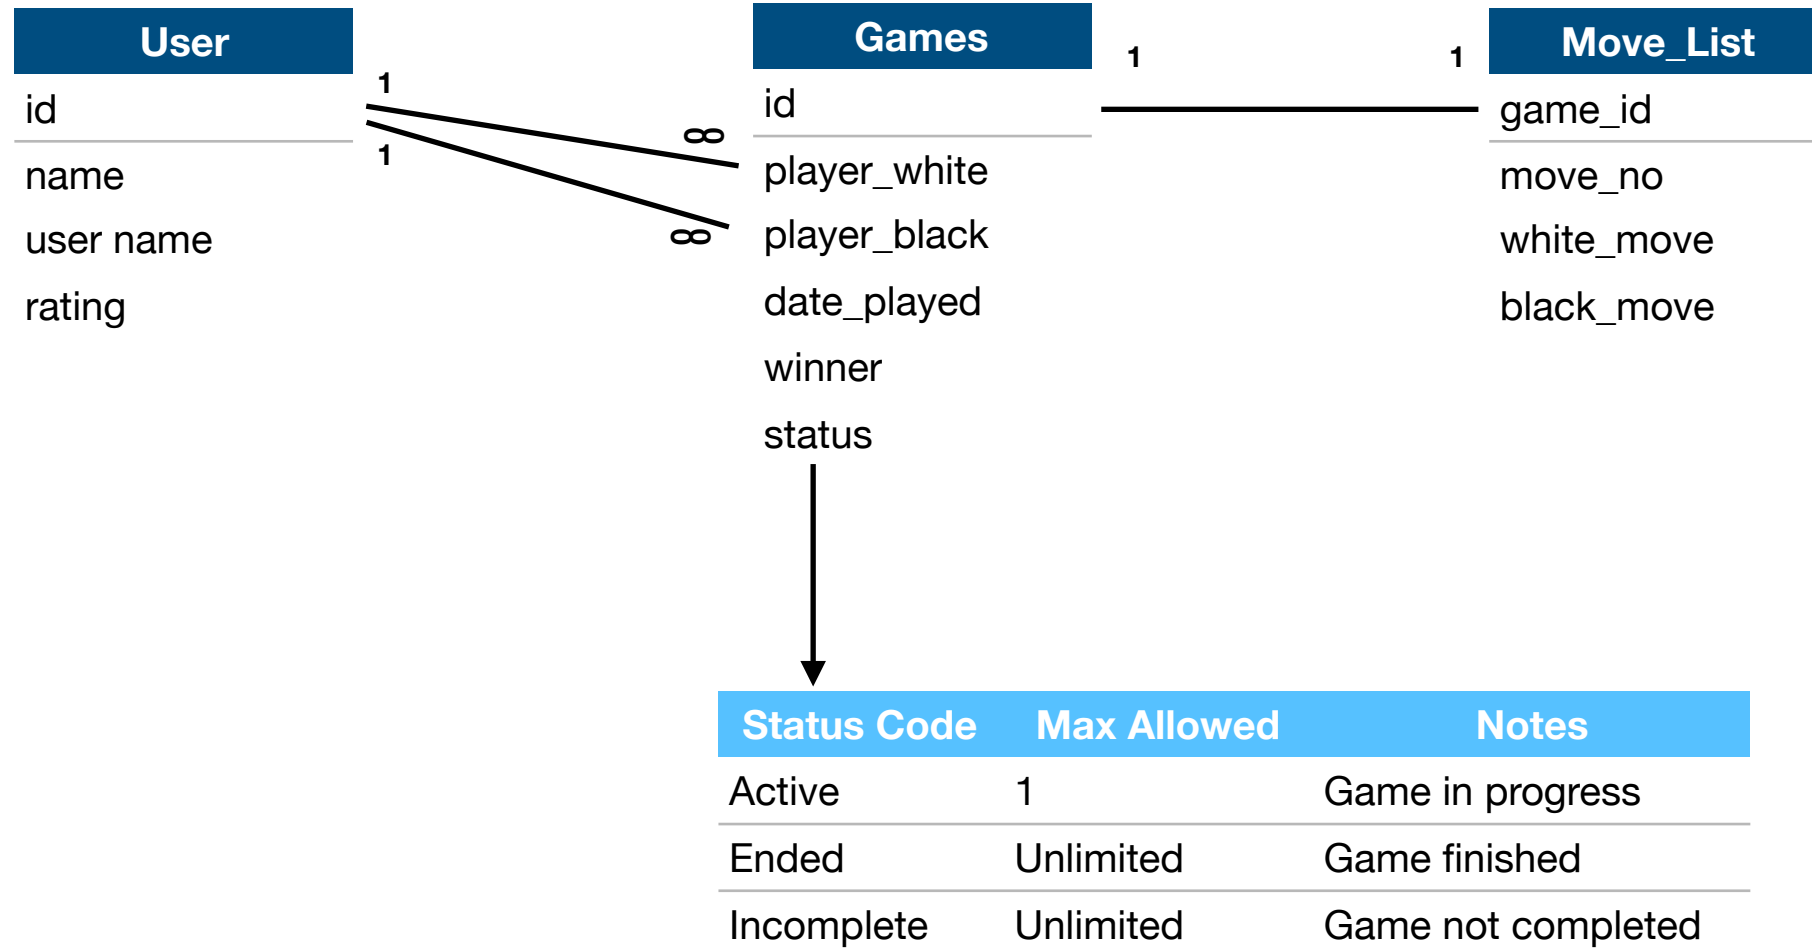 User
id
name
user name
rating
1
1
∞
∞
Games
id
player_white
player_black
date_played
winner
status
1
1
Move_List
game_id
move_no
white_move
black_move
Status Code Max Allowed Notes
Active 1 Game in progress
Ended Unlimited Game finished
Incomplete Unlimited Game not completed